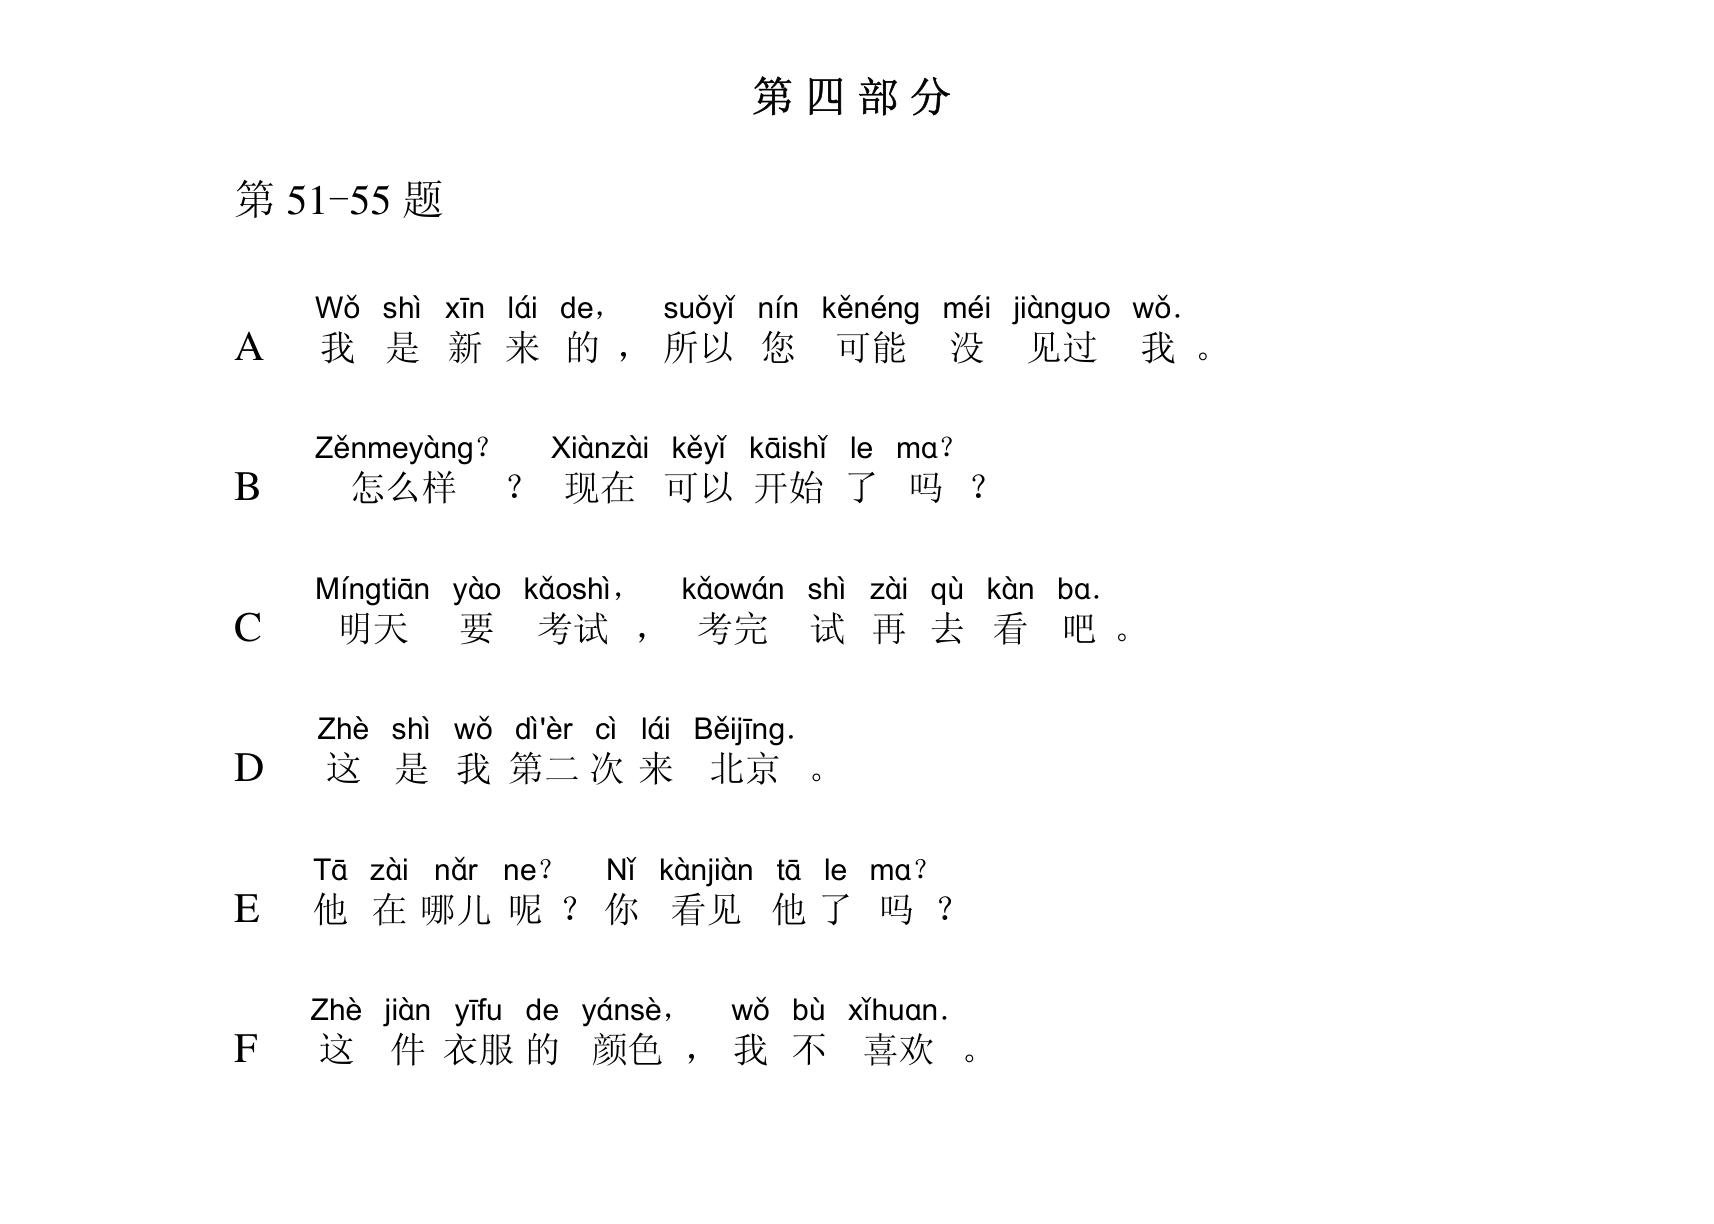 第四部分
第 51-55 题
Wǒ shì xīn lái de, suǒyǐ nín kěnéng méi jiànguo wǒ.
A 我 是 新 来 的 ，所以 您 可能 没 见过 我 。
Zěnmeyàng? Xiànzài kěyǐ kāishǐ le ma?
B 怎么样 ？ 现在 可以 开始 了 吗 ？
Míngtiān yào kǎoshì, kǎowán shì zài qù kàn ba.
C 明天 要 考试 ， 考完 试 再 去 看 吧 。
Zhè shì wǒ dì'èr cì lái Běijīng.
D 这 是 我 第二 次 来 北京 。
Tā zài nǎr ne? Nǐ kànjiàn tā le ma?
E 他 在 哪儿 呢 ？ 你 看见 他 了 吗 ？
Zhè jiàn yīfu de yánsè, wǒ bù xǐhuan.
F 这 件 衣服 的 颜色 ， 我 不 喜欢 。